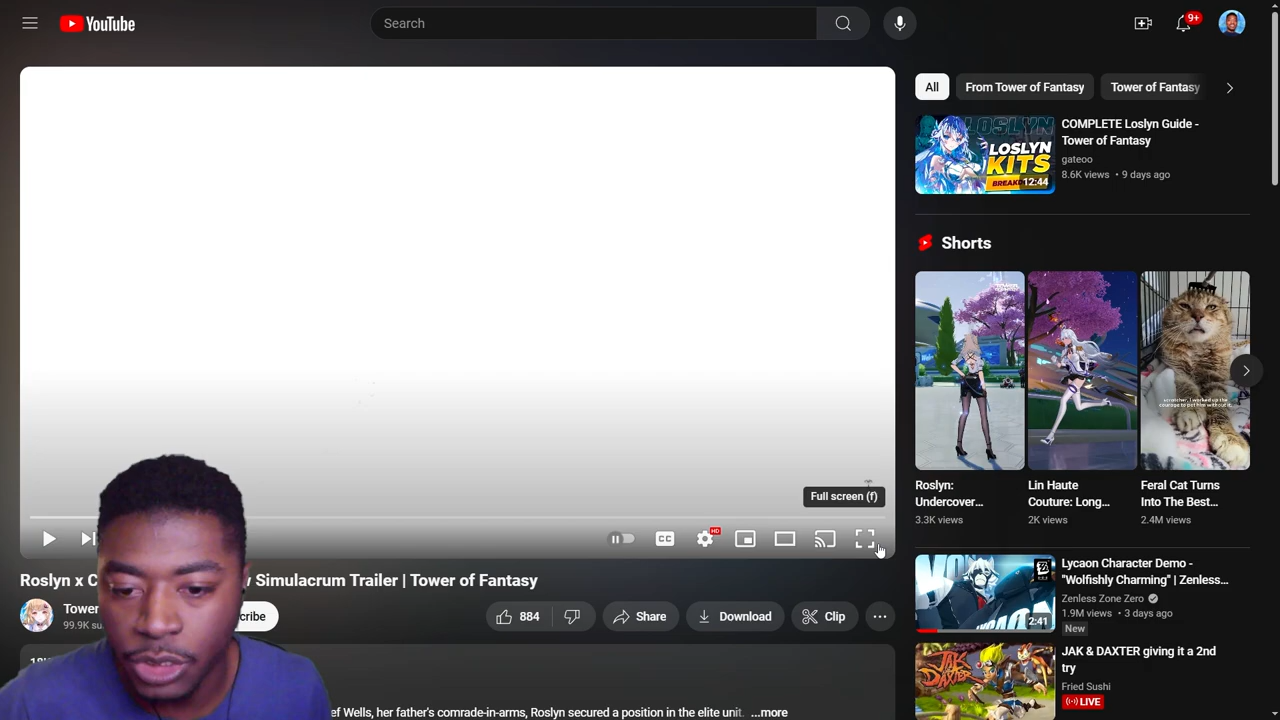 YouTube
Search
9+
All
From Tower of Fantasy
Tower of Fantasy
LOSLYN
LOSLYN
KITS
12:44
COMPLETE Loslyn Guide -
Tower of Fantasy
gateoo
8.6K views • 9 days ago
Shorts
Roslyn:
Undercover...
3.3K views
Lin Haute
Couture: Long...
2K views
Feral Cat Turns
Into The Best...
2.4M views
Full screen (f)
CC
HD
Roslyn x
Simulacrum Trailer | Tower of Fantasy
Tower
99.9K
884
Share
Download
Clip
2:41
Lycaon Character Demo -
"Wolfishly Charming" | Zenless...
Zenless Zone Zero
1.9M views • 3 days ago
New
JAK & DAXTER giving it a 2nd
try
Fried Sushi
LIVE
Wells, her father's comrade-in-arms, Roslyn secured a position in the elite unit. ...more